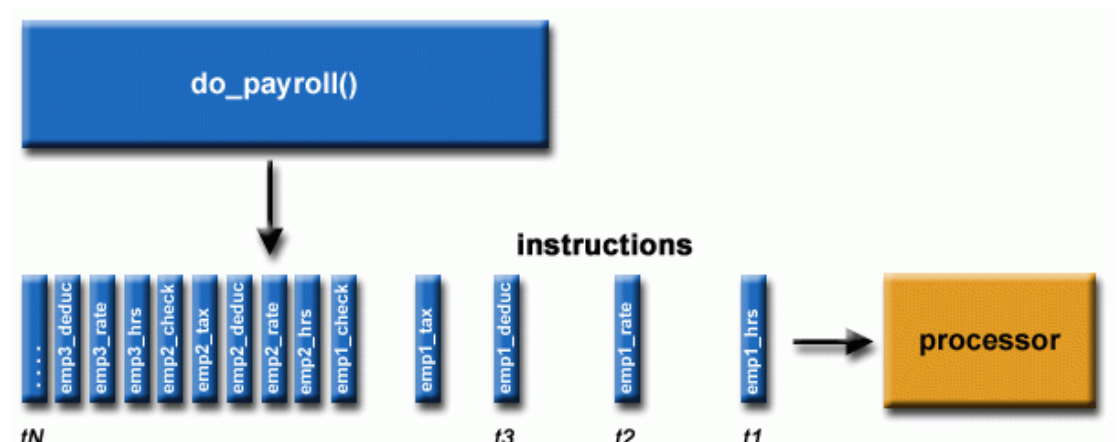 do_payroll()
instructions
....
emp3_deduc
emp3_rate
emp3_hrs
emp2_check
emp2_tax
emp2_deduc
emp2_rate
emp2_hrs
emp1_check
emp1_tax
emp1_deduc
emp1_rate
emp1_hrs
processor
tN t3 t2 t1